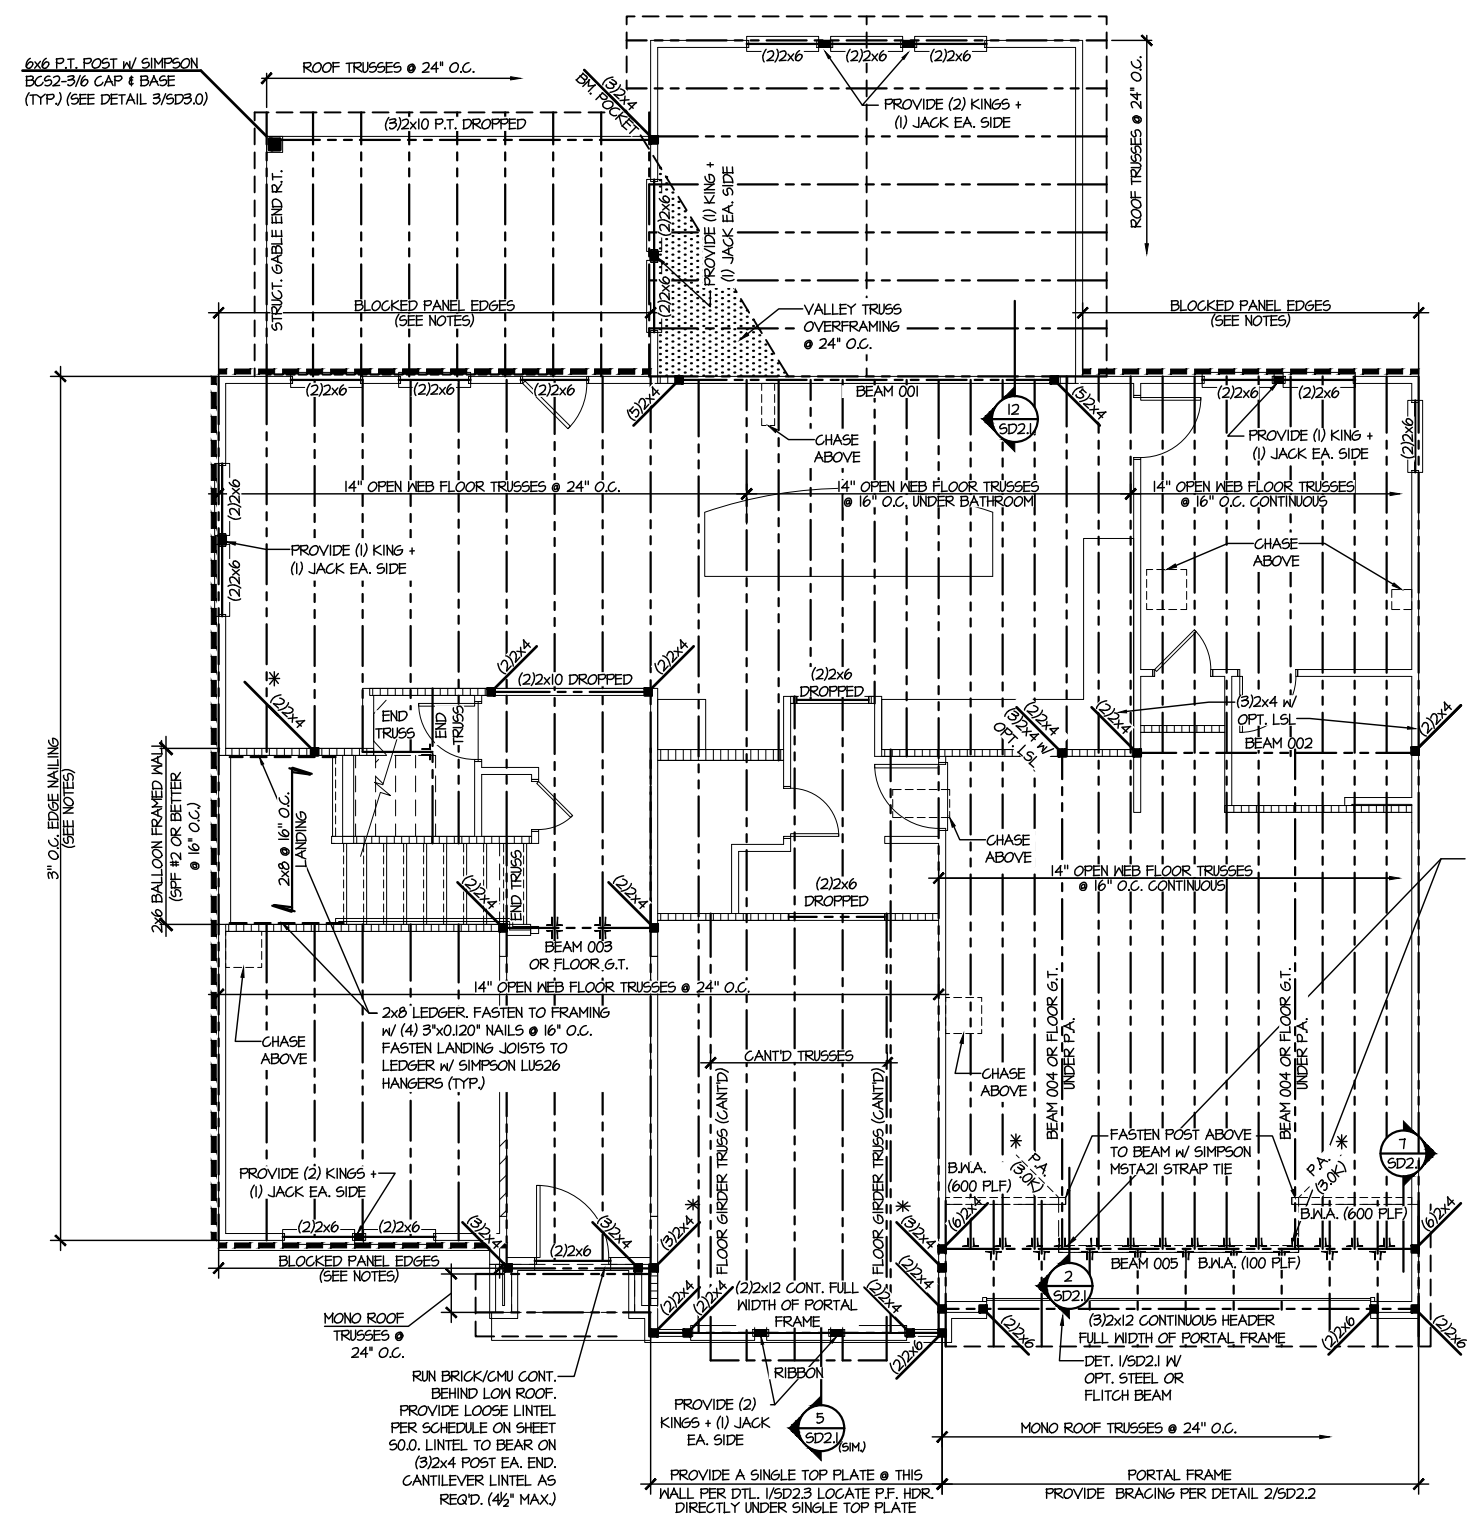 6x6 P.T. POST W/ SIMPSON
BCS2-3/6 CAP & BASE
(TYP.) (SEE DETAIL 3/SD3.0)
ROOF TRUSSES @ 24" O.C.
(3)2x10 P.T. DROPPED
(3)2x4
BM. POCKET
(2)2x6
(2)2x6
(2)2x6
PROVIDE (2) KINGS +
(1) JACK EA. SIDE
ROOF TRUSSES @ 24" O.C.
STRUCT. GABLE END R.T.
(2)2x6
(2)2x6
PROVIDE (1) KING +
(1) JACK EA. SIDE
BLOCKED PANEL EDGES
(SEE NOTES)
VALLEY TRUSS
OVERFRAMING
@ 24" O.C.
BLOCKED PANEL EDGES
(SEE NOTES)
(2)2x6
(2)2x6
(2)2x6
(5)2x4
BEAM 001
12
SD2.1
(5)2x4
(2)2x6
(2)2x6
(2)2x6
CHASE
ABOVE
PROVIDE (1) KING +
(1) JACK EA. SIDE
14" OPEN WEB FLOOR TRUSSES @ 24" O.C.
14" OPEN WEB FLOOR TRUSSES
@ 16" O.C. UNDER BATHROOM
14" OPEN WEB FLOOR TRUSSES
@ 16" O.C. CONTINUOUS
(2)2x6
(2)2x6
PROVIDE (1) KING +
(1) JACK EA. SIDE
CHASE
ABOVE
*
(2)2x4
(2)2x4
(2)2x10 DROPPED
(2)2x4
(2)2x6
DROPPED
END
TRUSS
END
TRUSS
(2)2x4
(3)2x4 W/
OPT. LSL
(2)2x4
(3)2x4 W/
OPT. LSL
BEAM 002
(2)2x4
3" O.C. EDGE NAILING
(SEE NOTES)
2x6 BALLOON FRAMED WALL
(SPF #2 OR BETTER
@ 16" O.C.)
2x8 @ 16" O.C.
LANDING
CHASE
ABOVE
14" OPEN WEB FLOOR TRUSSES
@ 16" O.C. CONTINUOUS
(2)2x4
END TRUSS
(2)2x4
(2)2x6
DROPPED
BEAM 003
OR FLOOR G.T.
14" OPEN WEB FLOOR TRUSSES @ 24" O.C.
2x8 LEDGER. FASTEN TO FRAMING
W/ (4) 3"x0.120" NAILS @ 16" O.C.
FASTEN LANDING JOISTS TO
LEDGER W/ SIMPSON LUS26
HANGERS (TYP.)
CHASE
ABOVE
CANT'D TRUSSES
CHASE
ABOVE
BEAM 004 OR FLOOR G.T.
UNDER P.A.
BEAM 004 OR FLOOR G.T.
UNDER P.A.
FLOOR GIRDER TRUSS (CANT'D)
FLOOR GIRDER TRUSS (CANT'D)
FASTEN POST ABOVE
TO BEAM W/ SIMPSON
MSTA21 STRAP TIE
*
P.A.
(3.0K)
P.A.
(3.0K)
*
7
SD2.1
B.W.A.
(600 PLF)
B.W.A. (600 PLF)
PROVIDE (2) KINGS +
(1) JACK EA. SIDE
(2)2x6
(2)2x6
(3)2x4
(3)2x4
(2)2x6
(3)2x4
*
*
(3)2x4
(6)2x4
(6)2x4
BLOCKED PANEL EDGES
(SEE NOTES)
BEAM 005
B.W.A. (100 PLF)
2
SD2.1
(2)2x4
(2)2x4
(2)2x4
(2)2x12 CONT. FULL
WIDTH OF PORTAL
FRAME
(2)2x4
(2)2x4
(2)2x6
(3)2x12 CONTINUOUS HEADER
FULL WIDTH OF PORTAL FRAME
(2)2x6
(2)2x6
(2)2x6
MONO ROOF
TRUSSES @
24" O.C.
DET. 1/SD2.1 W/
OPT. STEEL OR
FLITCH BEAM
RIBBON
RUN BRICK/CMU CONT.
BEHIND LOW ROOF.
PROVIDE LOOSE LINTEL
PER SCHEDULE ON SHEET
S0.0. LINTEL TO BEAR ON
(3)2x4 POST EA. END.
CANTILEVER LINTEL AS
REQ'D. (4½" MAX.)
PROVIDE (2)
KINGS + (1) JACK
EA. SIDE
5
SD2.1
(SIM.)
MONO ROOF TRUSSES @ 24" O.C.
PROVIDE A SINGLE TOP PLATE @ THIS
WALL PER DTL. 1/SD2.3 LOCATE P.F. HDR.
DIRECTLY UNDER SINGLE TOP PLATE
PORTAL FRAME
PROVIDE BRACING PER DETAIL 2/SD2.2